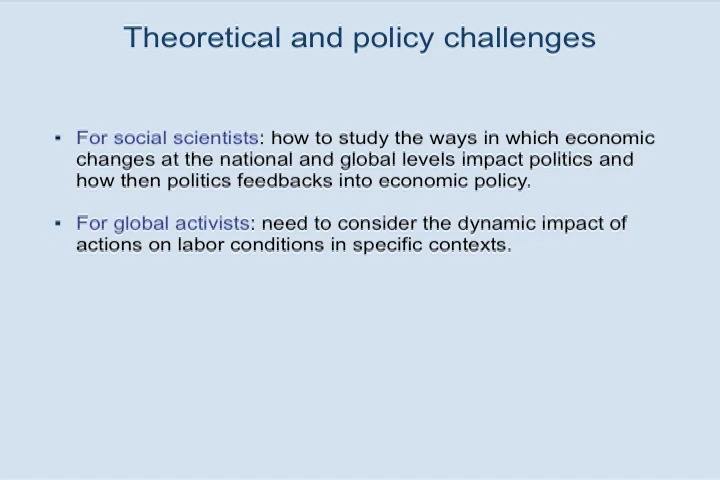 Theoretical and policy challenges
▪ For social scientists: how to study the ways in which economic
changes at the national and global levels impact politics and
how then politics feedbacks into economic policy.
▪ For global activists: need to consider the dynamic impact of
actions on labor conditions in specific contexts.